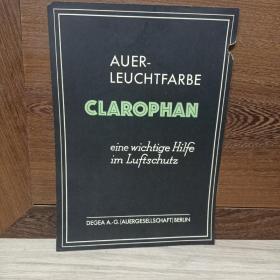 AUER-
LEUCHTFARBE
CLAROPHAN
eine wichtige Hilfe
im Luftschutz
DEGEA A.-G. (AUERGESELLSCHAFT) BERLIN